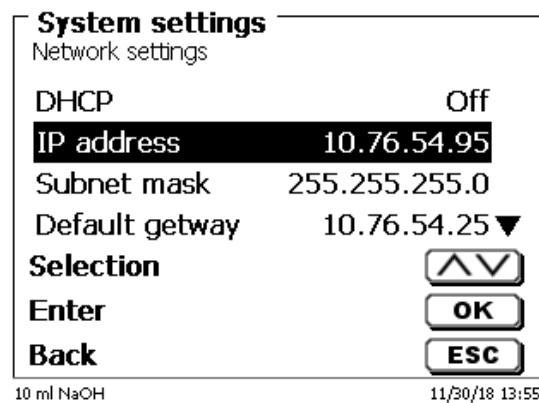 System settings
Network settings
DHCP Off
IP address 10.76.54.95
Subnet mask 255.255.255.0
Default getway 10.76.54.25
Selection
Enter OK
Back ESC
10 ml NaOH 11/30/18 13:55